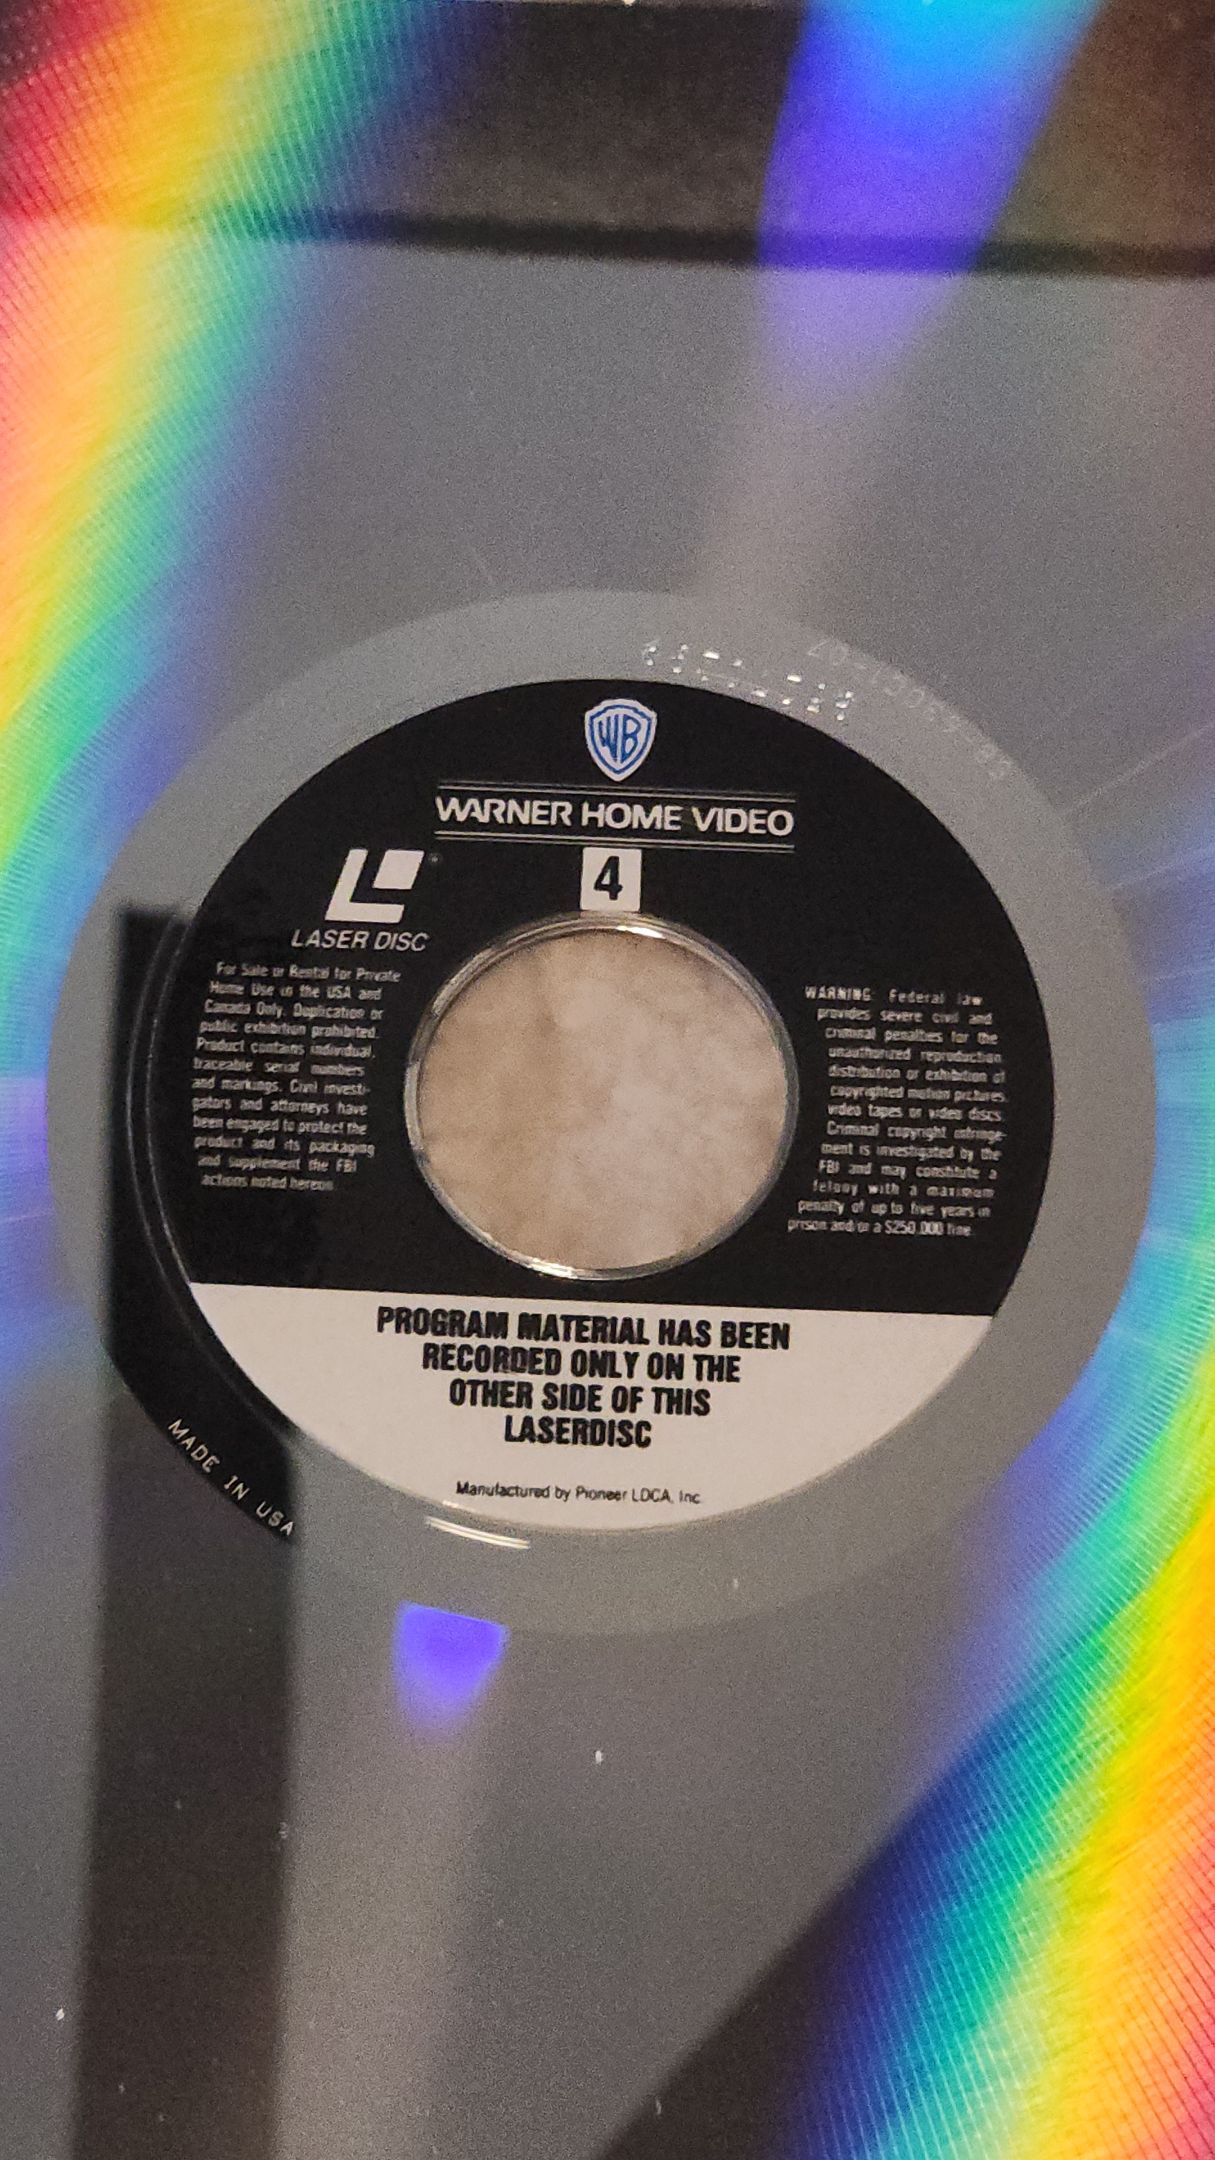 WB
WARNER HOME VIDEO
4
LASER DISC
For Sale or Rental for Private
Home Use in the USA and
Canada Only. Duplication or
public exhibition prohibited.
Product contains individual,
traceable serial numbers
and markings. Civil investi-
gators and attorneys have
been engaged to protect the
product and its packaging
and supplement the FBI
actions noted hereon.
WARNING: Federal law
provides severe civil and
criminal penalties for the
unauthorized reproduction
distribution or exhibition of
copyrighted motion pictures,
video tapes or video discs.
Criminal copyright infringe-
ment is investigated by the
FBI and may constitute a
felony with a maximum
penalty of up to five years in
prison and/or a $250,000 fine.
PROGRAM MATERIAL HAS BEEN
RECORDED ONLY ON THE
OTHER SIDE OF THIS
LASERDISC
Manufactured by Pioneer LDCA, Inc.
MADE IN USA